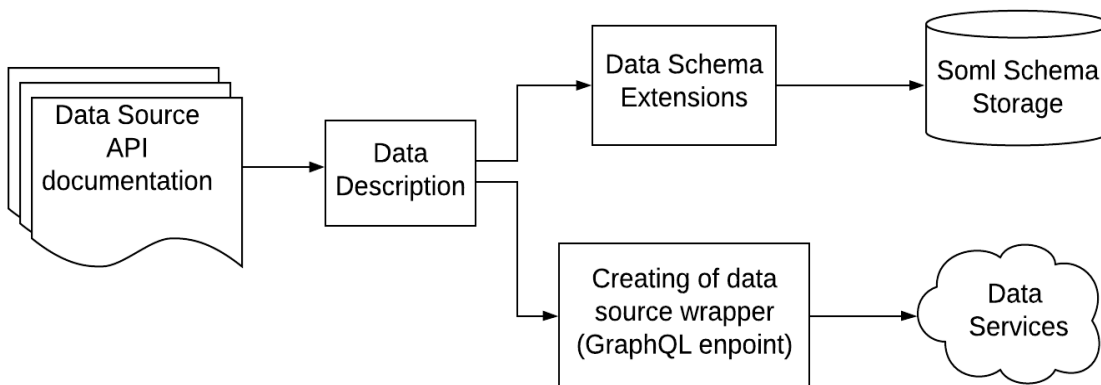 Data Source
API
documentation
Data
Description
Data Schema
Extensions
Soml Schema
Storage
Creating of data
source wrapper
(GraphQL enpoint)
Data
Services